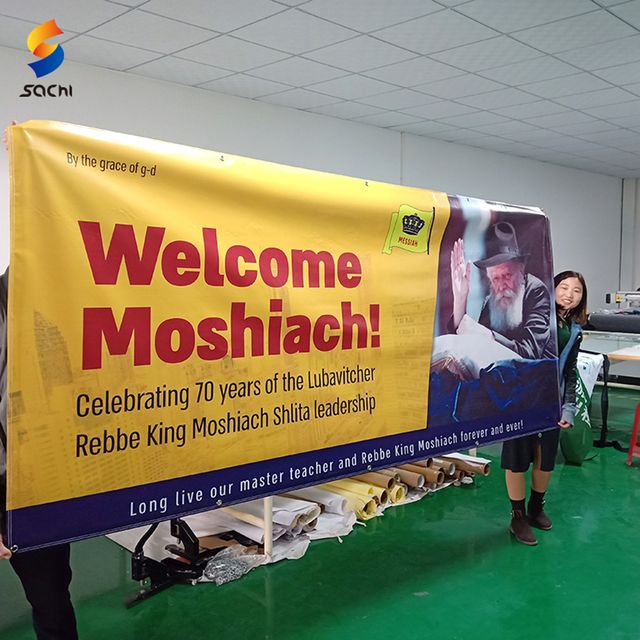 SACHI
By the grace of g-d
MESSIAH
Welcome
Moshiach!
Celebrating 70 years of the Lubavitcher
Rebbe King Moshiach Shlita leadership
Long live our master teacher and Rebbe King Moshiach forever and ever!